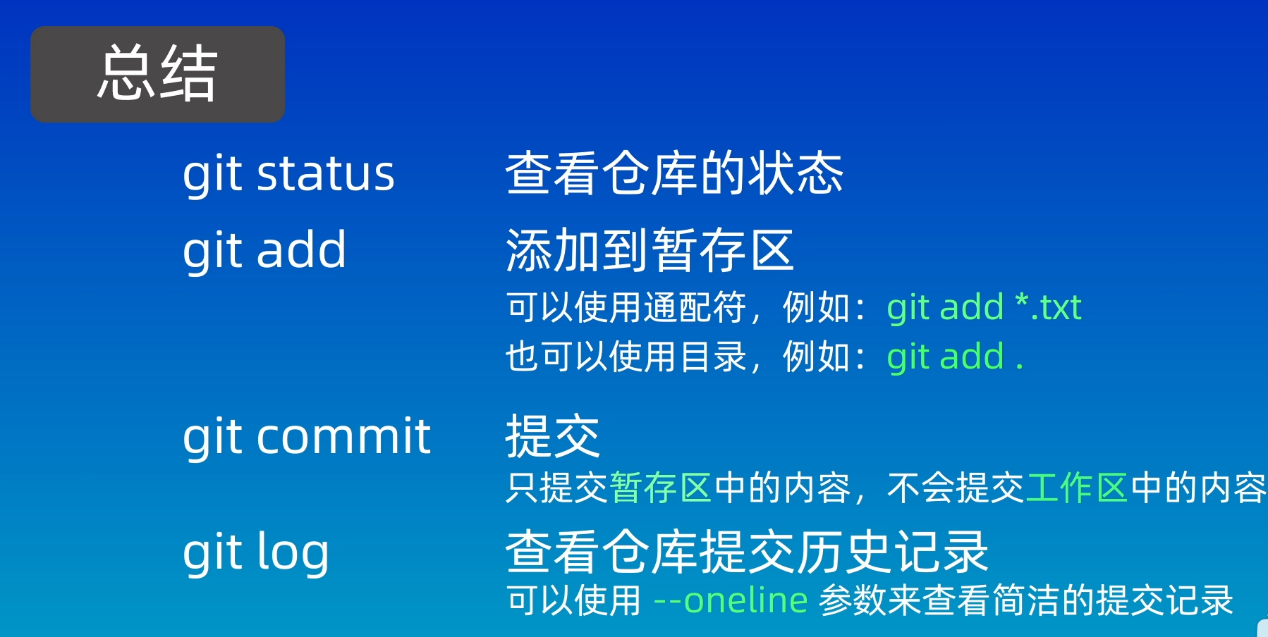 总结
git status 查看仓库的状态
git add 添加到暂存区
可以使用通配符，例如：git add *.txt
也可以使用目录，例如：git add .
git commit 提交
只提交暂存区中的内容，不会提交工作区中的内容
git log 查看仓库提交历史记录
可以使用 --oneline 参数来查看简洁的提交记录